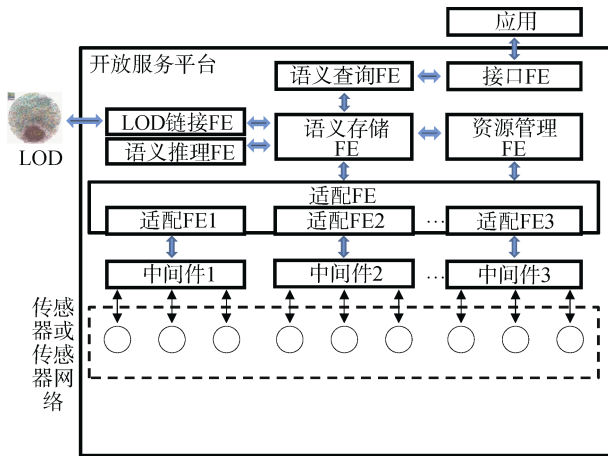 应用
开放服务平台
语义查询FE
接口FE
LOD链接FE
语义推理FE
语义存储
FE
资源管理
FE
LOD
适配FE
适配FE1
适配FE2
…
适配FE3
中间件1
中间件2
…
中间件3
传感
器或
传感
器网
络